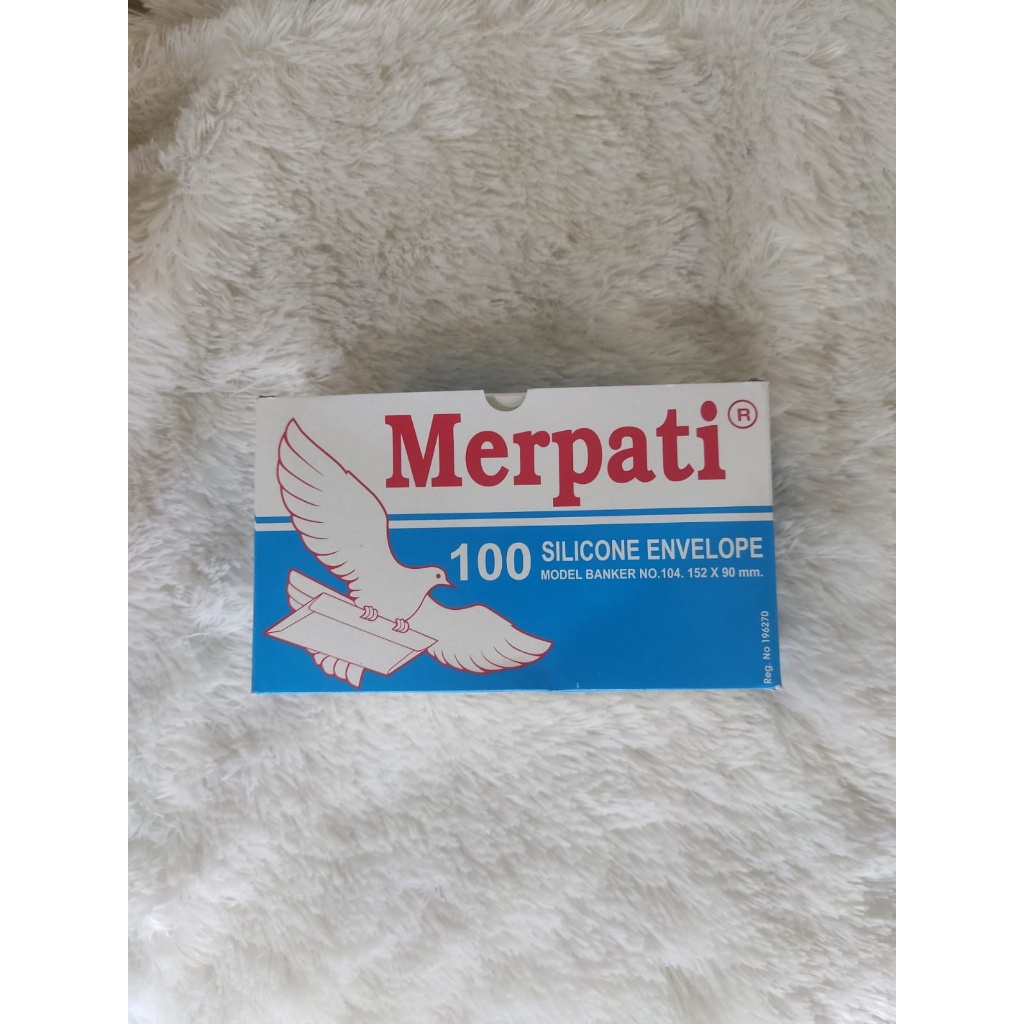 Merpati ®
100 SILICONE ENVELOPE
MODEL BANKER NO.104. 152 X 90 mm.
Reg. No 196270